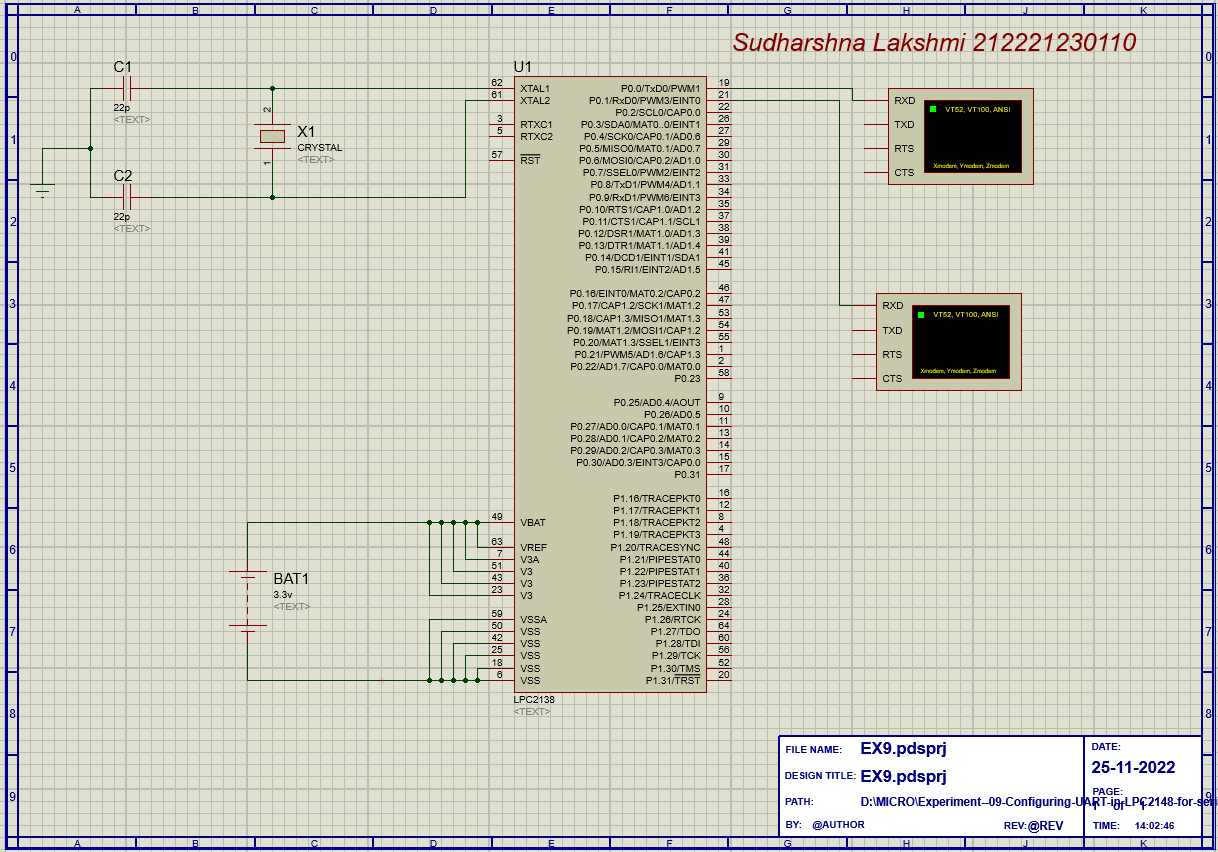 A B C D E F G H J K
Sudharshna Lakshmi 212221230110
0 0
1 1
2 2
3 3
4 4
5 5
6 6
7 7
8 8
9 9
C1
22p
<TEXT>
C2
22p
<TEXT>
2
X1
CRYSTAL
<TEXT>
1
U1
62 XTAL1
61 XTAL2
3 RTXC1
5 RTXC2
57 RST
49 VBAT
63 VREF
7 V3A
51 V3
43 V3
23 V3
59 VSSA
50 VSS
42 VSS
25 VSS
18 VSS
6 VSS
P0.0/TxD0/PWM1 19
P0.1/RxD0/PWM3/EINT0 21
P0.2/SCL0/CAP0.0 22
P0.3/SDA0/MAT0..0/EINT1 26
P0.4/SCK0/CAP0.1/AD0.6 27
P0.5/MISO0/MAT0.1/AD0.7 29
P0.6/MOSI0/CAP0.2/AD1.0 30
P0.7/SSEL0/PWM2/EINT2 31
P0.8/TxD1/PWM4/AD1.1 33
P0.9/RxD1/PWM6/EINT3 34
P0.10/RTS1/CAP1.0/AD1.2 35
P0.11/CTS1/CAP1.1/SCL1 37
P0.12/DSR1/MAT1.0/AD1.3 38
P0.13/DTR1/MAT1.1/AD1.4 39
P0.14/DCD1/EINT1/SDA1 41
P0.15/RI1/EINT2/AD1.5 45
P0.16/EINT0/MAT0.2/CAP0.2 46
P0.17/CAP1.2/SCK1/MAT1.2 47
P0.18/CAP1.3/MISO1/MAT1.3 53
P0.19/MAT1.2/MOSI1/CAP1.2 54
P0.20/MAT1.3/SSEL1/EINT3 55
P0.21/PWM5/AD1.6/CAP1.3 1
P0.22/AD1.7/CAP0.0/MAT0.0 2
P0.23 58
P0.25/AD0.4/AOUT 9
P0.26/AD0.5 10
P0.27/AD0.0/CAP0.1/MAT0.1 11
P0.28/AD0.1/CAP0.2/MAT0.2 13
P0.29/AD0.2/CAP0.3/MAT0.3 14
P0.30/AD0.3/EINT3/CAP0.0 15
P0.31 17
P1.16/TRACEPKT0 16
P1.17/TRACEPKT1 12
P1.18/TRACEPKT2 8
P1.19/TRACEPKT3 4
P1.20/TRACESYNC 48
P1.21/PIPESTAT0 44
P1.22/PIPESTAT1 40
P1.23/PIPESTAT2 36
P1.24/TRACECLK 32
P1.25/EXTIN0 28
P1.26/RTCK 24
P1.27/TDO 64
P1.28/TDI 60
P1.29/TCK 56
P1.30/TMS 52
P1.31/TRST 20
LPC2138
<TEXT>
BAT1
3.3v
<TEXT>
RXD
TXD
RTS
CTS
VT52, VT100, ANSI
Xmodem, Ymodem, Zmodem
RXD
TXD
RTS
CTS
VT52, VT100, ANSI
Xmodem, Ymodem, Zmodem
FILE NAME: EX9.pdsprj
DESIGN TITLE: EX9.pdsprj
PATH: D:\MICRO\Experiment--09-Configuring-UART-in-LPC2148-for-seri
BY: @AUTHOR REV:@REV
DATE:
25-11-2022
PAGE:
1 of 1
TIME: 14:02:46
A B C D E F G H J K